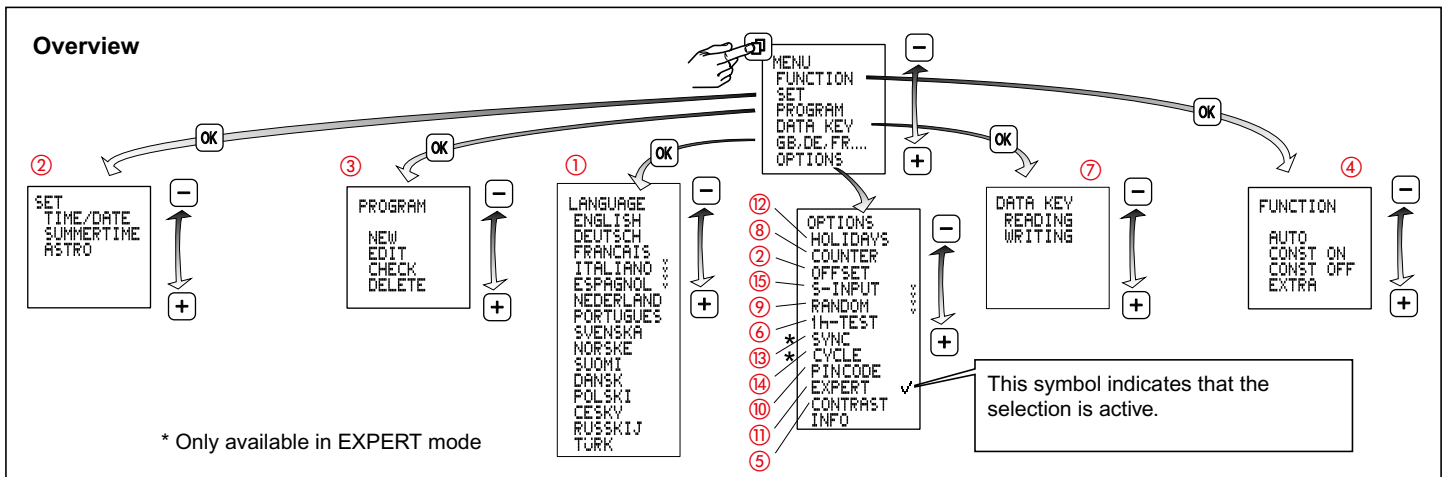 Overview
MENU
FUNCTION
SET
PROGRAM
DATA KEY
GB,DE,FR....
OPTIONS
−
+
OK
OK
OK
OK
OK
②
SET
TIME/DATE
SUMMERTIME
ASTRO
−
+
③
PROGRAM
NEW
EDIT
CHECK
DELETE
−
+
①
LANGUAGE
ENGLISH
DEUTSCH
FRANCAIS
ITALIANO
ESPAGNOL
NEDERLAND
PORTUGUES
SVENSKA
NORSKE
SUOMI
DANSK
POLSKI
CESKY
RUSSKIJ
TÜRK
−
+
OPTIONS
⑫ HOLIDAYS
⑧ COUNTER
② OFFSET
⑮ S-INPUT
⑨ RANDOM
⑥ 1h-TEST
⑬ * SYNC
⑭ * CYCLE
⑩ PINCODE
⑪ EXPERT ✓
⑤ CONTRAST
INFO
−
+
⑦
DATA KEY
READING
WRITING
−
+
④
FUNCTION
AUTO
CONST ON
CONST OFF
EXTRA
−
+
This symbol indicates that the
selection is active.
* Only available in EXPERT mode